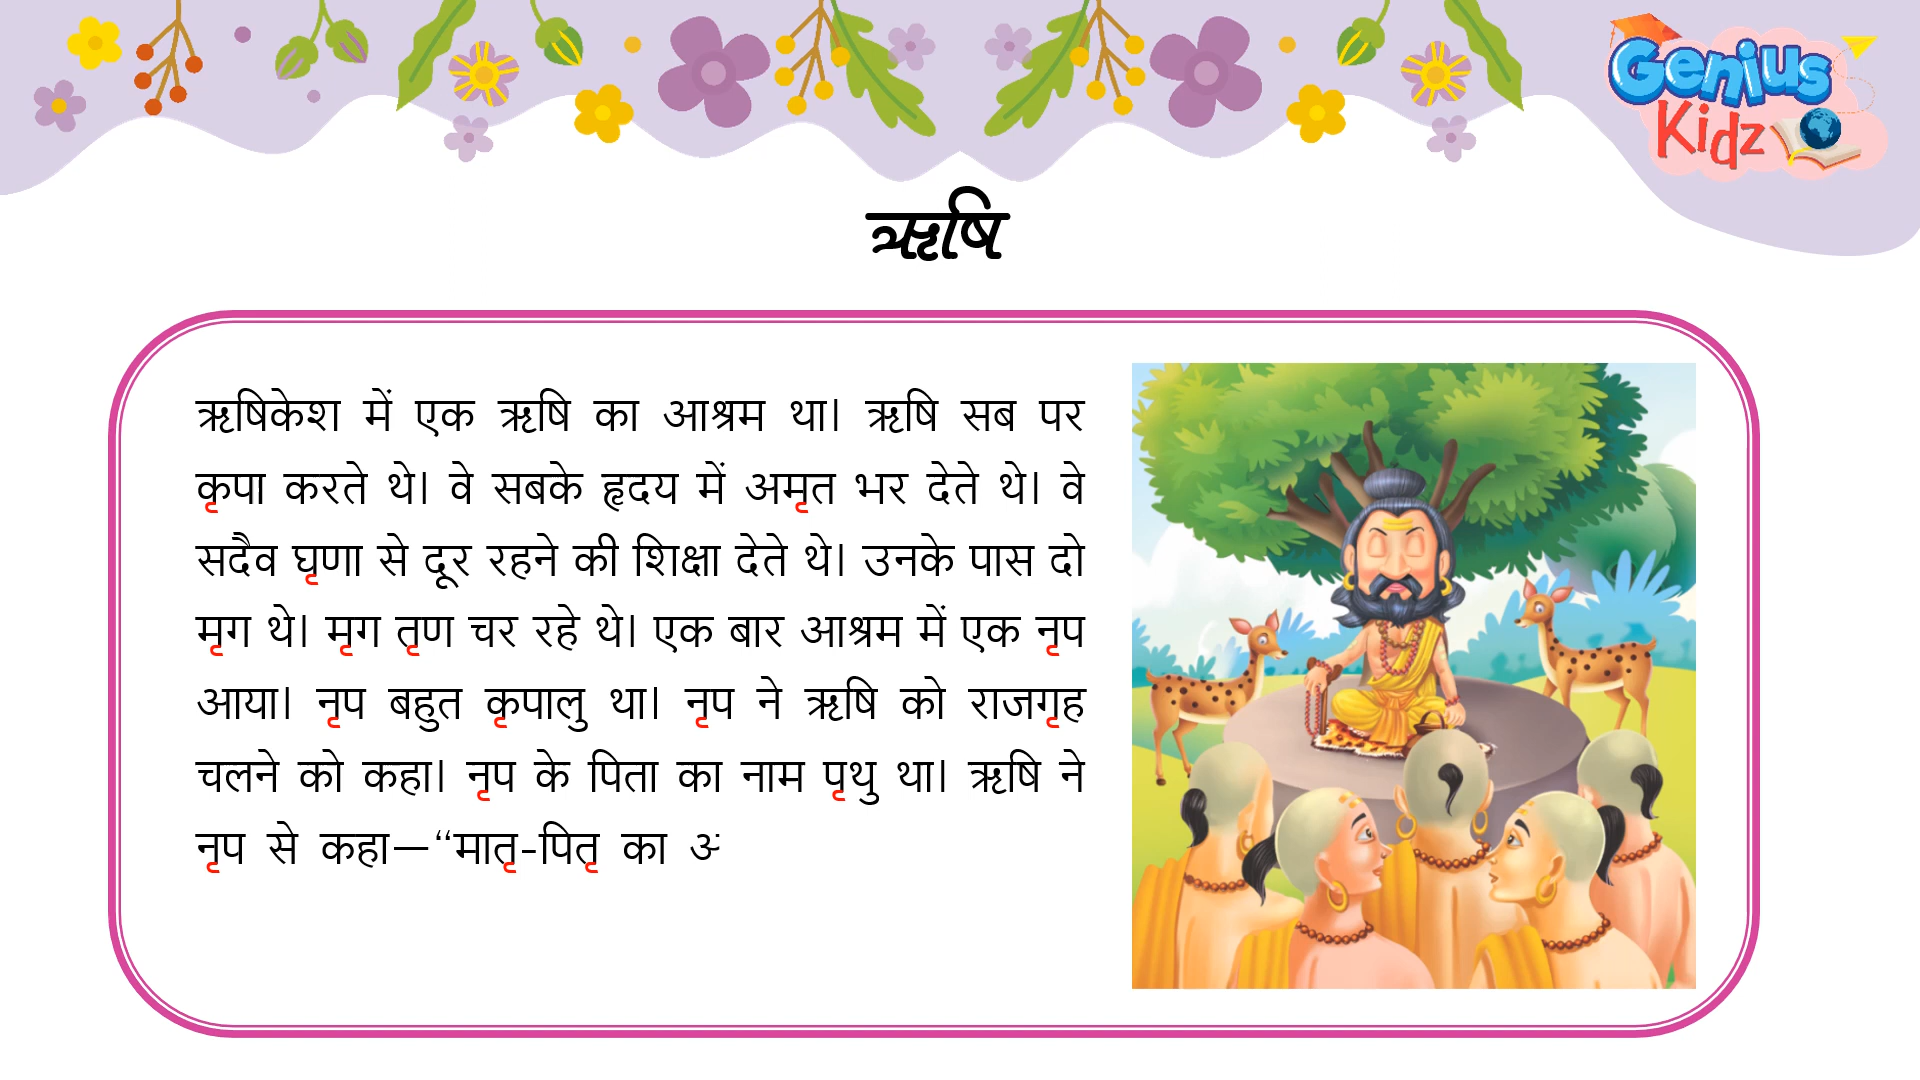 Genius
Kidz
ऋषि
ऋषिकेश में एक ऋषि का आश्रम था। ऋषि सब पर
कृपा करते थे। वे सबके हृदय में अमृत भर देते थे। वे
सदैव घृणा से दूर रहने की शिक्षा देते थे। उनके पास दो
मृग थे। मृग तृण चर रहे थे। एक बार आश्रम में एक नृप
आया। नृप बहुत कृपालु था। नृप ने ऋषि को राजगृह
चलने को कहा। नृप के पिता का नाम पृथु था। ऋषि ने
नृप से कहा—“मातृ-पितृ का